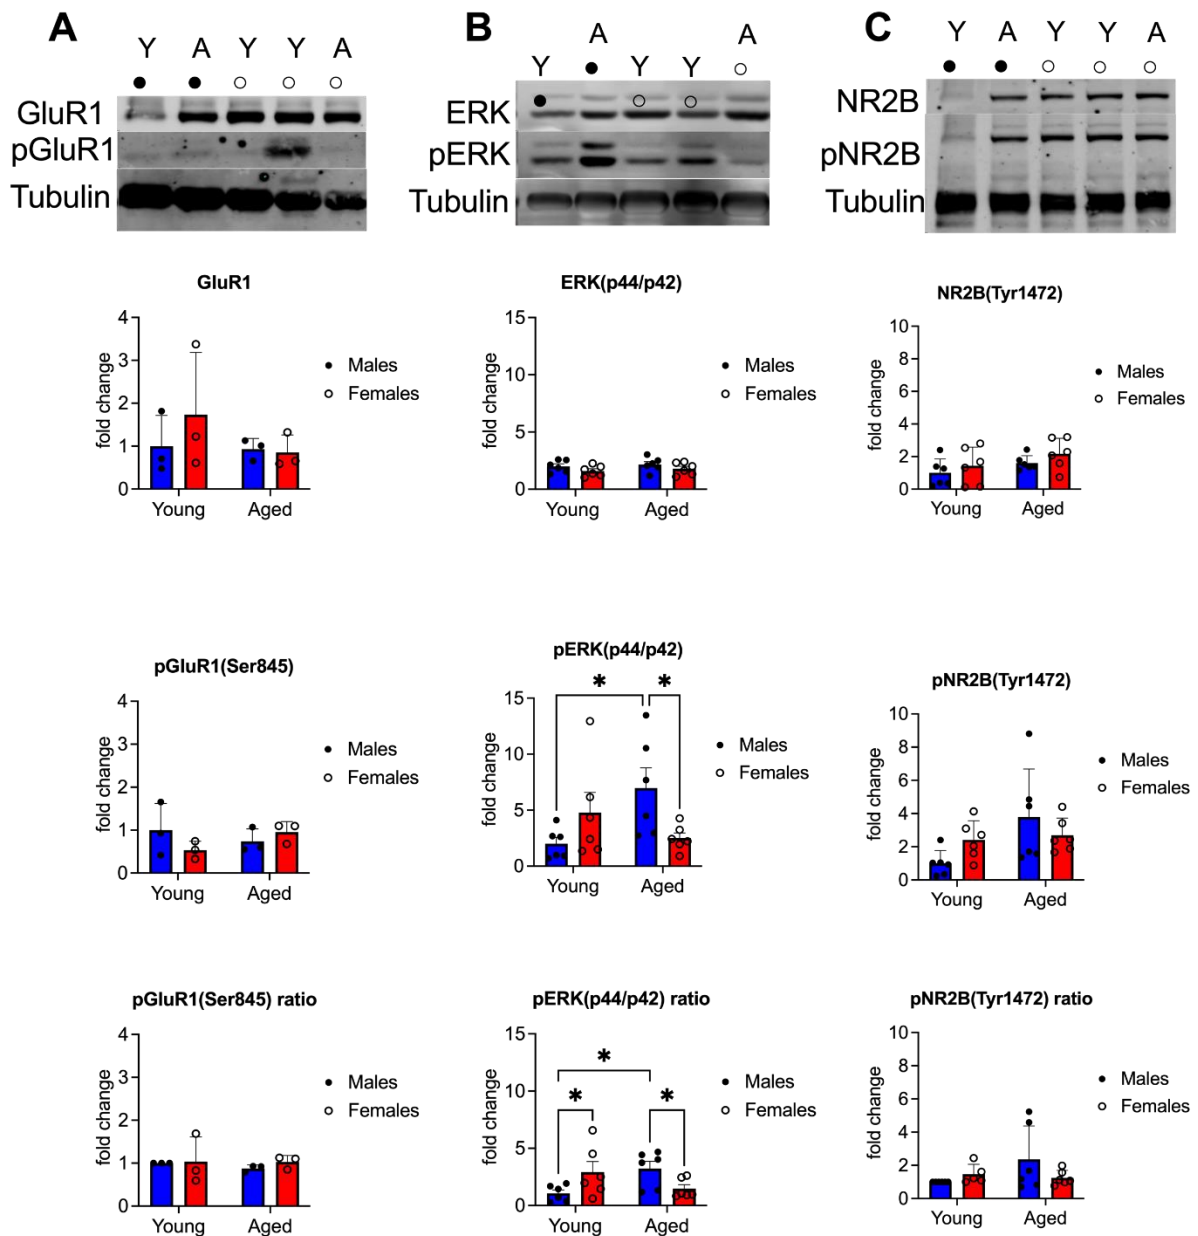 A
Y A Y Y A
GluR1
pGluR1
Tubulin
B
Y A Y Y A
ERK
pERK
Tubulin
C
Y A Y Y A
NR2B
pNR2B
Tubulin
GluR1
fold change
4
3
2
1
0
Young Aged
Males
Females
ERK(p44/p42)
fold change
15
10
5
0
Young Aged
Males
Females
NR2B(Tyr1472)
fold change
10
8
6
4
2
0
Young Aged
Males
Females
pGluR1(Ser845)
fold change
4
3
2
1
0
Young Aged
Males
Females
pERK(p44/p42)
fold change
15
10
5
0
* *
Young Aged
Males
Females
pNR2B(Tyr1472)
fold change
10
8
6
4
2
0
Young Aged
Males
Females
pGluR1(Ser845) ratio
fold change
4
3
2
1
0
Young Aged
Males
Females
pERK(p44/p42) ratio
fold change
15
10
5
0
*
* *
Young Aged
Males
Females
pNR2B(Tyr1472) ratio
fold change
10
8
6
4
2
0
Young Aged
Males
Females